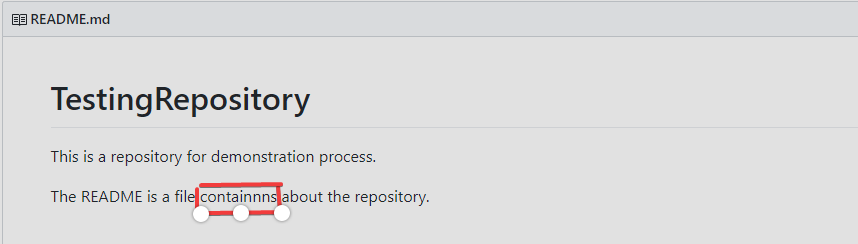 README.md
TestingRepository
This is a repository for demonstration process.
The README is a file containnns about the repository.